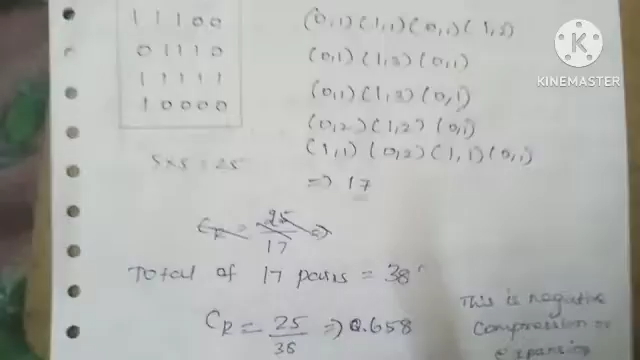 1 1 1 0 0
0 1 1 1 0
1 1 1 1 1
1 0 0 0 0
5 x 5 = 25
(0,1) (1,1) (0,1) (1,2)
(0,1) (1,3) (0,1)
(0,1) (1,3) (0,1)
(0,2) (1,2) (0,1)
(1,1) (0,2) (1,1) (0,1)
=> 17
CR = 25/17 =>
Total of 17 pairs = 38
CR = 25/38 => 0.658
This is negative
compression or
expansion
KINEMASTER